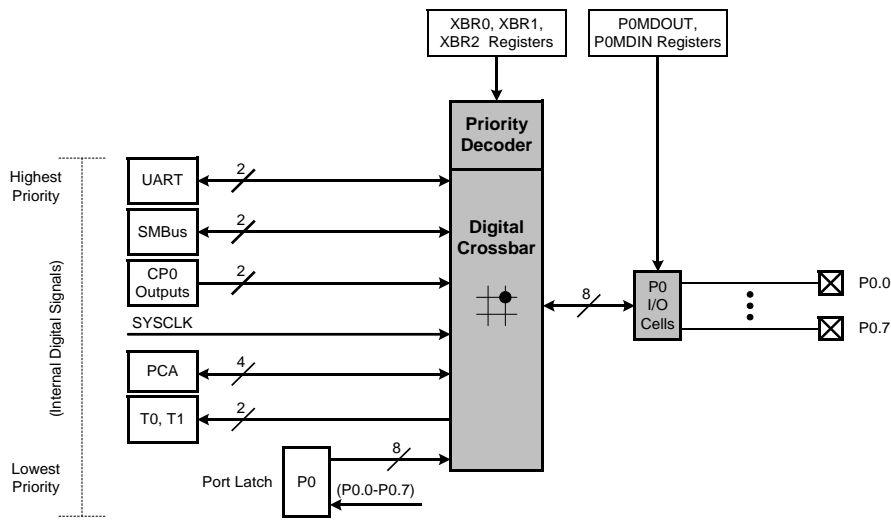 XBR0, XBR1,
XBR2 Registers
P0MDOUT,
P0MDIN Registers
Priority
Decoder
Highest
Priority
UART
2
SMBus
2
Digital
Crossbar
CP0
Outputs
2
8
P0
I/O
Cells
P0.0
P0.7
SYSCLK
(Internal Digital Signals)
PCA
4
T0, T1
2
Lowest
Priority
Port Latch
P0
8
(P0.0-P0.7)